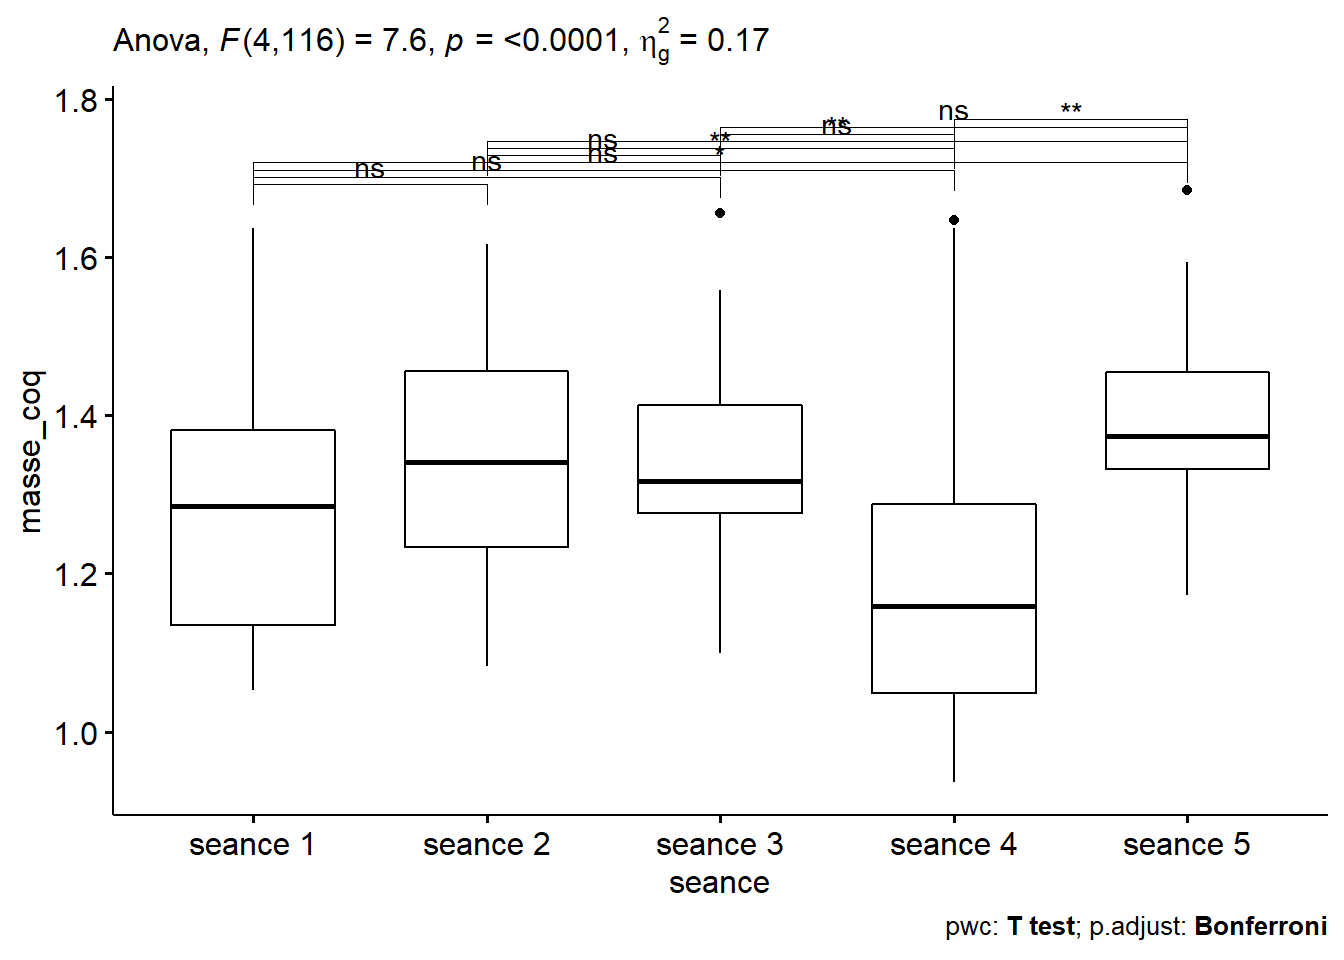 Anova, F(4,116) = 7.6, p = <0.0001, η²g = 0.17
1.8
1.6
1.4
1.2
1.0
masse_coq
ns
**
**
ns
ns
**
ns
*
ns
ns
seance 1 seance 2 seance 3 seance 4 seance 5
seance
pwc: T test; p.adjust: Bonferroni